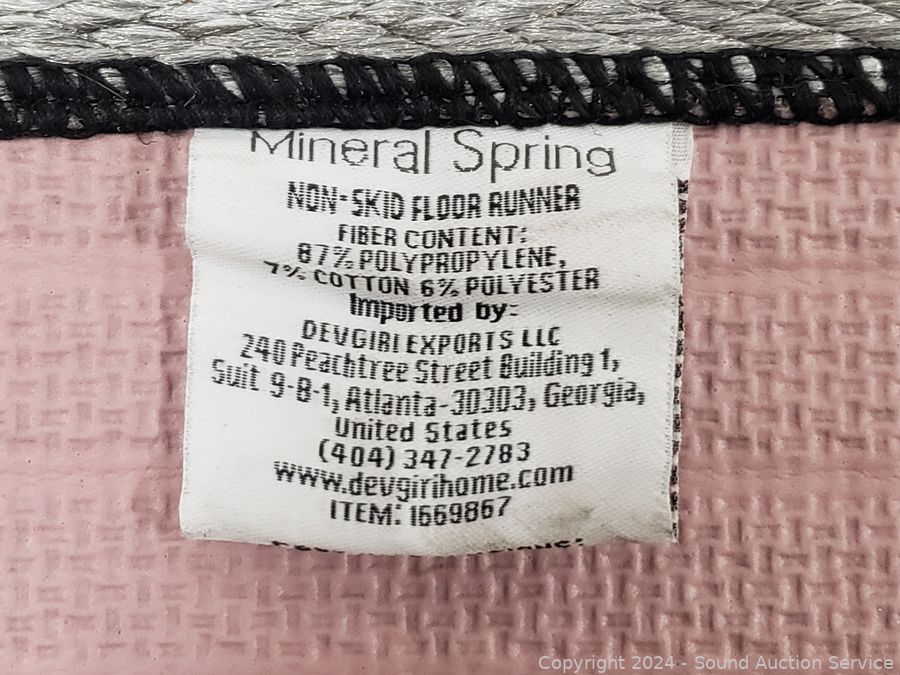 Mineral Spring
NON-SKID FLOOR RUNNER
FIBER CONTENT:
87% POLYPROPYLENE,
7% COTTON 6% POLYESTER
Imported by:
DEVGIRI EXPORTS LLC
240 Peachtree Street Building 1,
Suit 9-B-1, Atlanta-30303, Georgia,
United States
(404) 347-2783
www.devgirihome.com
ITEM: 1669867
Copyright 2024 - Sound Auction Service